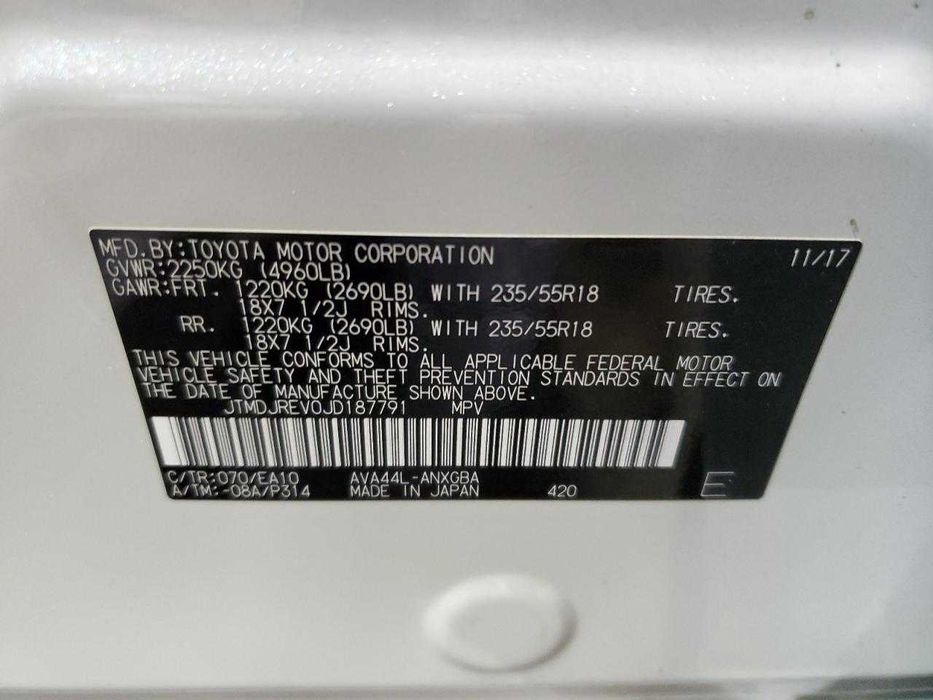 MFD.BY:TOYOTA MOTOR CORPORATION 11/17
GVWR:2250KG (4960LB)
GAWR:FRT. 1220KG (2690LB) WITH 235/55R18 TIRES.
18X7 1/2J RIMS.
RR. 1220KG (2690LB) WITH 235/55R18 TIRES.
18X7 1/2J RIMS.
THIS VEHICLE CONFORMS TO ALL APPLICABLE FEDERAL MOTOR
VEHICLE SAFETY AND THEFT PREVENTION STANDARDS IN EFFECT ON
THE DATE OF MANUFACTURE SHOWN ABOVE.
JTMDJREV0JD187791 MPV
C/TR:070/EA10 AVA44L-ANXGBA
A/TM:-08A/P314 MADE IN JAPAN 420 E